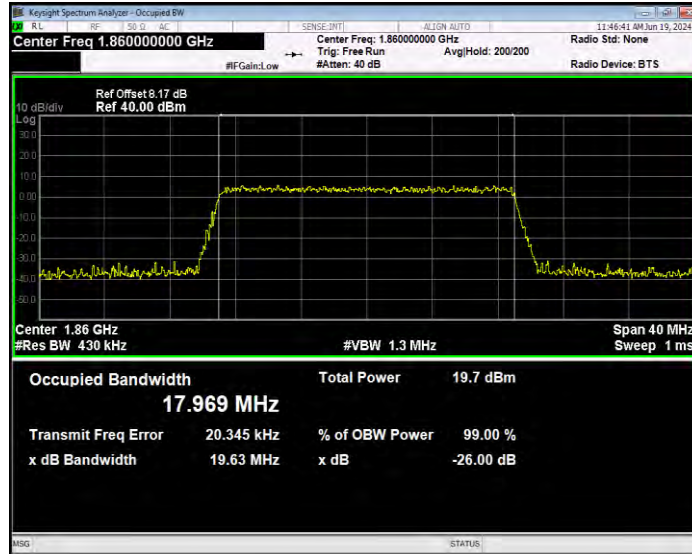 Keysight Spectrum Analyzer - Occupied BW
RL RF 50 Ω AC SENSE:INT ALIGN AUTO 11:46:41 AM Jun 19, 2024
Center Freq 1.860000000 GHz
Center Freq: 1.860000000 GHz
Radio Std: None
Trig: Free Run
Avg|Hold: 200/200
#IFGain:Low
#Atten: 40 dB
Radio Device: BTS
Ref Offset 8.17 dB
10 dB/div Ref 40.00 dBm
Log
30.0
20.0
10.0
0.00
-10.0
-20.0
-30.0
-40.0
-50.0
Center 1.86 GHz Span 40 MHz
#Res BW 430 kHz #VBW 1.3 MHz Sweep 1 ms
Occupied Bandwidth Total Power 19.7 dBm
17.969 MHz
Transmit Freq Error 20.345 kHz % of OBW Power 99.00 %
x dB Bandwidth 19.63 MHz x dB -26.00 dB
MSG STATUS